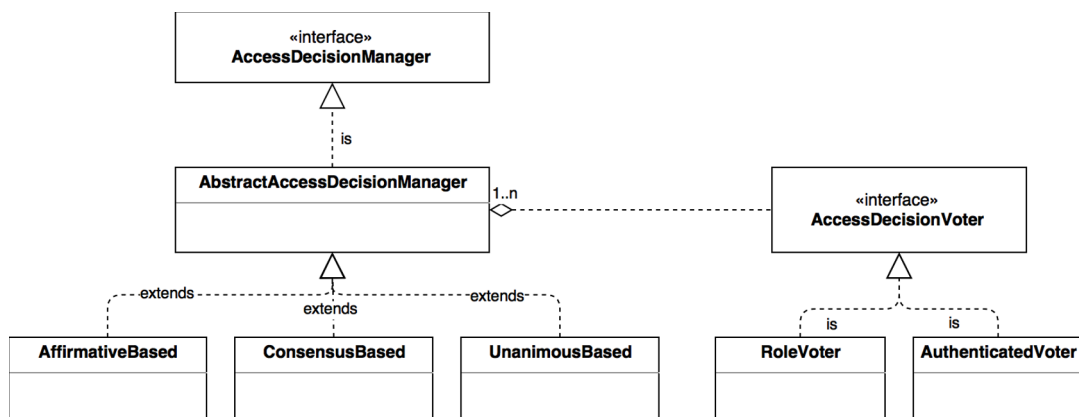 «interface»
AccessDecisionManager
is
AbstractAccessDecisionManager
1..n
«interface»
AccessDecisionVoter
extends
extends
extends
is
is
AffirmativeBased
ConsensusBased
UnanimousBased
RoleVoter
AuthenticatedVoter